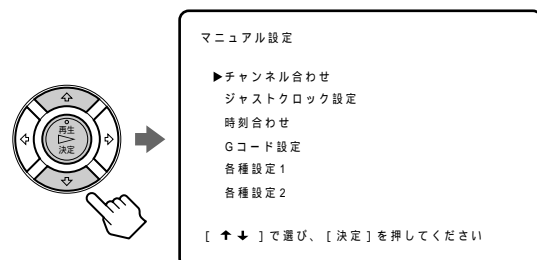 再生
決定
マニュアル設定
▶チャンネル合わせ
ジャストクロック設定
時刻合わせ
Gコード設定
各種設定1
各種設定2
[ ↑↓ ]で選び、[決定]を押してください